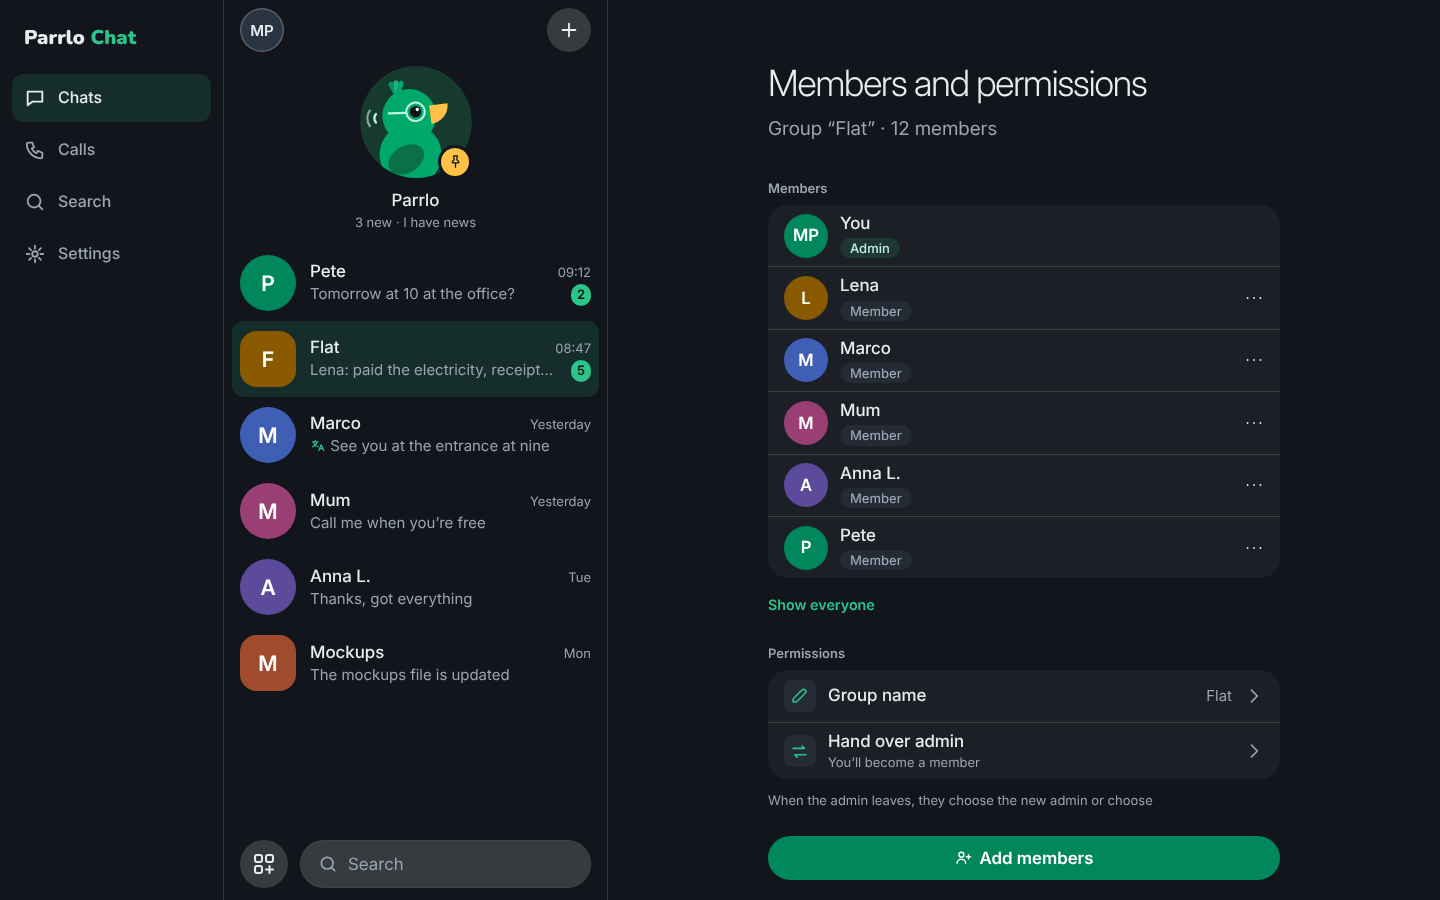 Parrlo Chat
Chats
Calls
Search
Settings
MP
Parrlo
3 new · I have news
P
Pete
09:12
Tomorrow at 10 at the office?
2
F
Flat
08:47
Lena: paid the electricity, receipt...
5
M
Marco
Yesterday
See you at the entrance at nine
M
Mum
Yesterday
Call me when you’re free
A
Anna L.
Tue
Thanks, got everything
M
Mockups
Mon
The mockups file is updated
Search
Members and permissions
Group “Flat” · 12 members
Members
MP
You
Admin
L
Lena
Member
M
Marco
Member
M
Mum
Member
A
Anna L.
Member
P
Pete
Member
Show everyone
Permissions
Group name
Flat
Hand over admin
You’ll become a member
When the admin leaves, they choose the new admin or choose
Add members